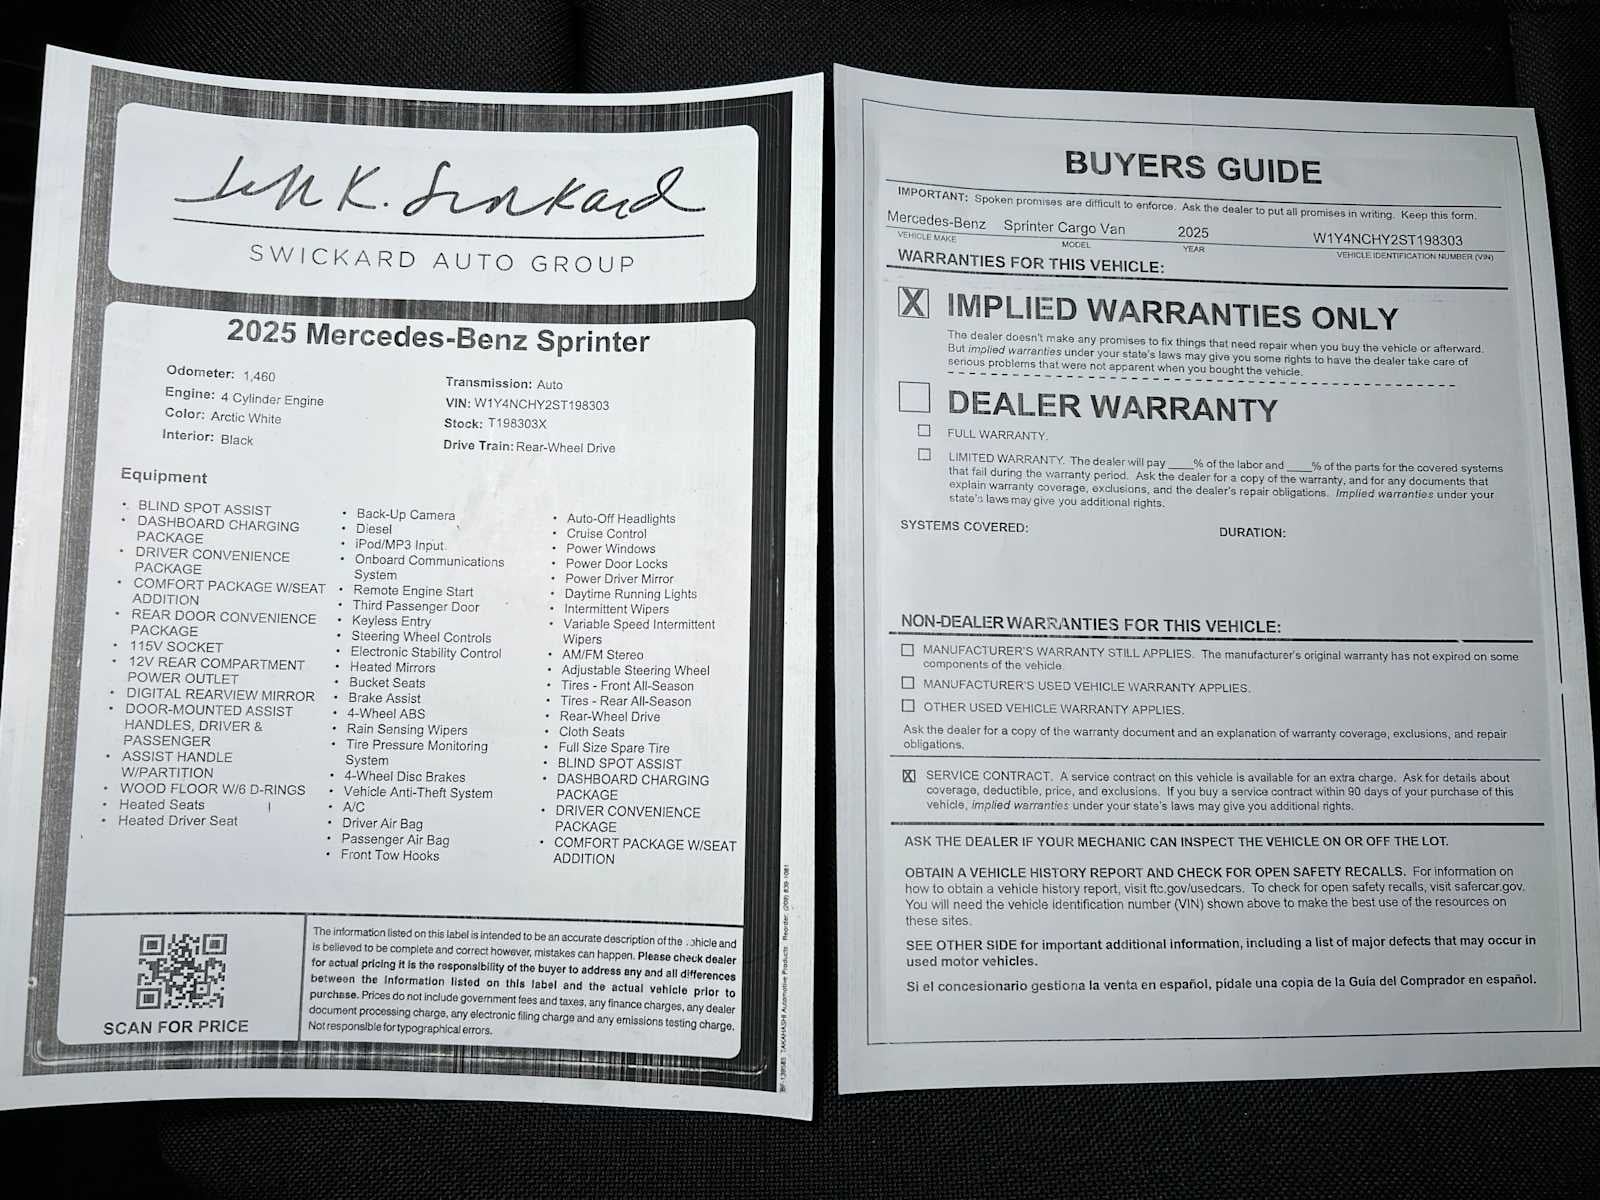 Jeff K. Swickard
SWICKARD AUTO GROUP
2025 Mercedes-Benz Sprinter
Odometer: 1,460
Engine: 4 Cylinder Engine
Color: Arctic White
Interior: Black
Transmission: Auto
VIN: W1Y4NCHY2ST198303
Stock: T198303X
Drive Train: Rear-Wheel Drive
Equipment
• BLIND SPOT ASSIST
• DASHBOARD CHARGING
PACKAGE
• DRIVER CONVENIENCE
PACKAGE
• COMFORT PACKAGE W/SEAT
ADDITION
• REAR DOOR CONVENIENCE
PACKAGE
• 115V SOCKET
• 12V REAR COMPARTMENT
POWER OUTLET
• DIGITAL REARVIEW MIRROR
• DOOR-MOUNTED ASSIST
HANDLES, DRIVER &
PASSENGER
• ASSIST HANDLE
W/PARTITION
• WOOD FLOOR W/6 D-RINGS
• Heated Seats
• Heated Driver Seat
• Back-Up Camera
• Diesel
• iPod/MP3 Input
• Onboard Communications
System
• Remote Engine Start
• Third Passenger Door
• Keyless Entry
• Steering Wheel Controls
• Electronic Stability Control
• Heated Mirrors
• Bucket Seats
• Brake Assist
• 4-Wheel ABS
• Rain Sensing Wipers
• Tire Pressure Monitoring
System
• 4-Wheel Disc Brakes
• Vehicle Anti-Theft System
• A/C
• Driver Air Bag
• Passenger Air Bag
• Front Tow Hooks
• Auto-Off Headlights
• Cruise Control
• Power Windows
• Power Door Locks
• Power Driver Mirror
• Daytime Running Lights
• Intermittent Wipers
• Variable Speed Intermittent
Wipers
• AM/FM Stereo
• Adjustable Steering Wheel
• Tires - Front All-Season
• Tires - Rear All-Season
• Rear-Wheel Drive
• Cloth Seats
• Full Size Spare Tire
• BLIND SPOT ASSIST
• DASHBOARD CHARGING
PACKAGE
• DRIVER CONVENIENCE
PACKAGE
• COMFORT PACKAGE W/SEAT
ADDITION
SCAN FOR PRICE
The information listed on this label is intended to be an accurate description of the vehicle and
is believed to be complete and correct however, mistakes can happen. Please check dealer
for actual pricing it is the responsibility of the buyer to address any and all differences
between the information listed on this label and the actual vehicle prior to
purchase. Prices do not include government fees and taxes, any finance charges, any dealer
document processing charge, any electronic filing charge and any emissions testing charge.
Not responsible for typographical errors.
TAKAHASHI Automotive Products Reorder:
BUYERS GUIDE
IMPORTANT: Spoken promises are difficult to enforce. Ask the dealer to put all promises in writing. Keep this form.
Mercedes-Benz Sprinter Cargo Van 2025 W1Y4NCHY2ST198303
VEHICLE MAKE MODEL YEAR VEHICLE IDENTIFICATION NUMBER (VIN)
WARRANTIES FOR THIS VEHICLE:
X IMPLIED WARRANTIES ONLY
The dealer doesn't make any promises to fix things that need repair when you buy the vehicle or afterward.
But implied warranties under your state's laws may give you some rights to have the dealer take care of
serious problems that were not apparent when you bought the vehicle.
DEALER WARRANTY
FULL WARRANTY.
LIMITED WARRANTY. The dealer will pay ____% of the labor and ____% of the parts for the covered systems
that fail during the warranty period. Ask the dealer for a copy of the warranty, and for any documents that
explain warranty coverage, exclusions, and the dealer's repair obligations. Implied warranties under your
state's laws may give you additional rights.
SYSTEMS COVERED: DURATION:
NON-DEALER WARRANTIES FOR THIS VEHICLE:
MANUFACTURER'S WARRANTY STILL APPLIES. The manufacturer's original warranty has not expired on some
components of the vehicle.
MANUFACTURER'S USED VEHICLE WARRANTY APPLIES.
OTHER USED VEHICLE WARRANTY APPLIES.
Ask the dealer for a copy of the warranty document and an explanation of warranty coverage, exclusions, and repair
obligations.
X SERVICE CONTRACT. A service contract on this vehicle is available for an extra charge. Ask for details about
coverage, deductible, price, and exclusions. If you buy a service contract within 90 days of your purchase of this
vehicle, implied warranties under your state's laws may give you additional rights.
ASK THE DEALER IF YOUR MECHANIC CAN INSPECT THE VEHICLE ON OR OFF THE LOT.
OBTAIN A VEHICLE HISTORY REPORT AND CHECK FOR OPEN SAFETY RECALLS. For information on
how to obtain a vehicle history report, visit ftc.gov/usedcars. To check for open safety recalls, visit safercar.gov.
You will need the vehicle identification number (VIN) shown above to make the best use of the resources on
these sites.
SEE OTHER SIDE for important additional information, including a list of major defects that may occur in
used motor vehicles.
Si el concesionario gestiona la venta en español, pídale una copia de la Guía del Comprador en español.